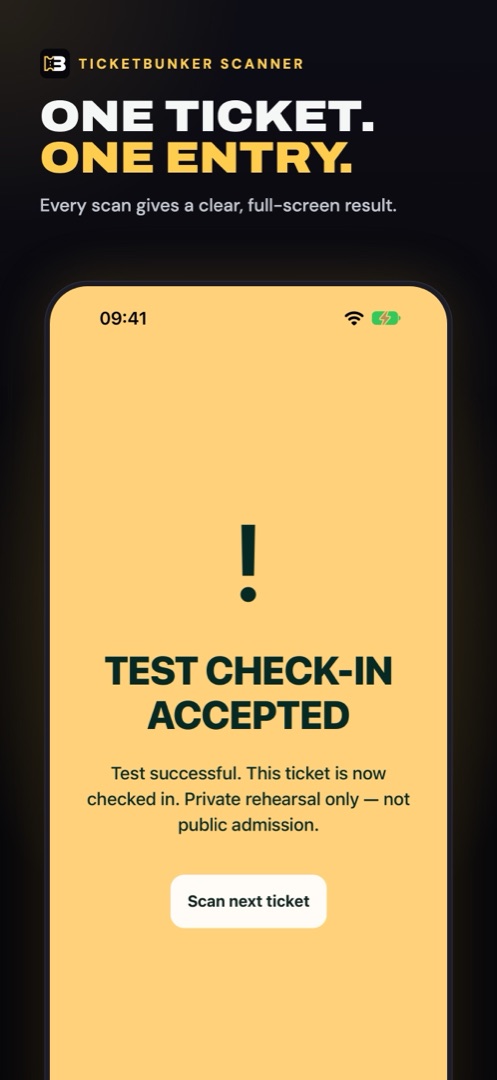 TICKETBUNKER SCANNER
ONE TICKET.
ONE ENTRY.
Every scan gives a clear, full-screen result.
09:41
!
TEST CHECK-IN
ACCEPTED
Test successful. This ticket is now
checked in. Private rehearsal only — not
public admission.
Scan next ticket